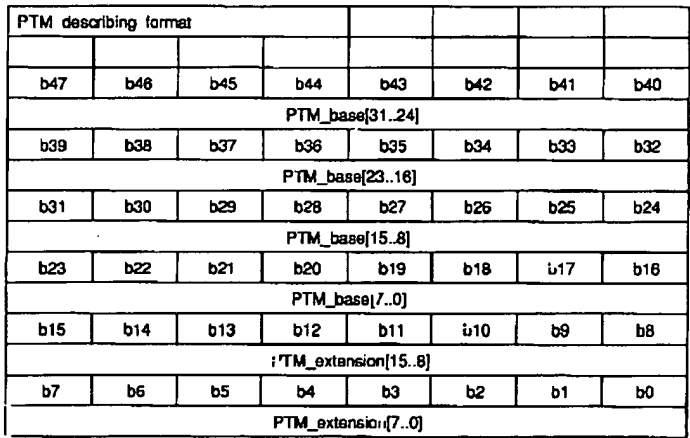 PTM describing format
b47 b46 b45 b44 b43 b42 b41 b40
PTM_base[31..24]
b39 b38 b37 b36 b35 b34 b33 b32
PTM_base[23..16]
b31 b30 b29 b28 b27 b26 b25 b24
PTM_base[15..8]
b23 b22 b21 b20 b19 b18 b17 b16
PTM_base[7..0]
b15 b14 b13 b12 b11 b10 b9 b8
PTM_extension[15..8]
b7 b6 b5 b4 b3 b2 b1 b0
PTM_extension[7..0]